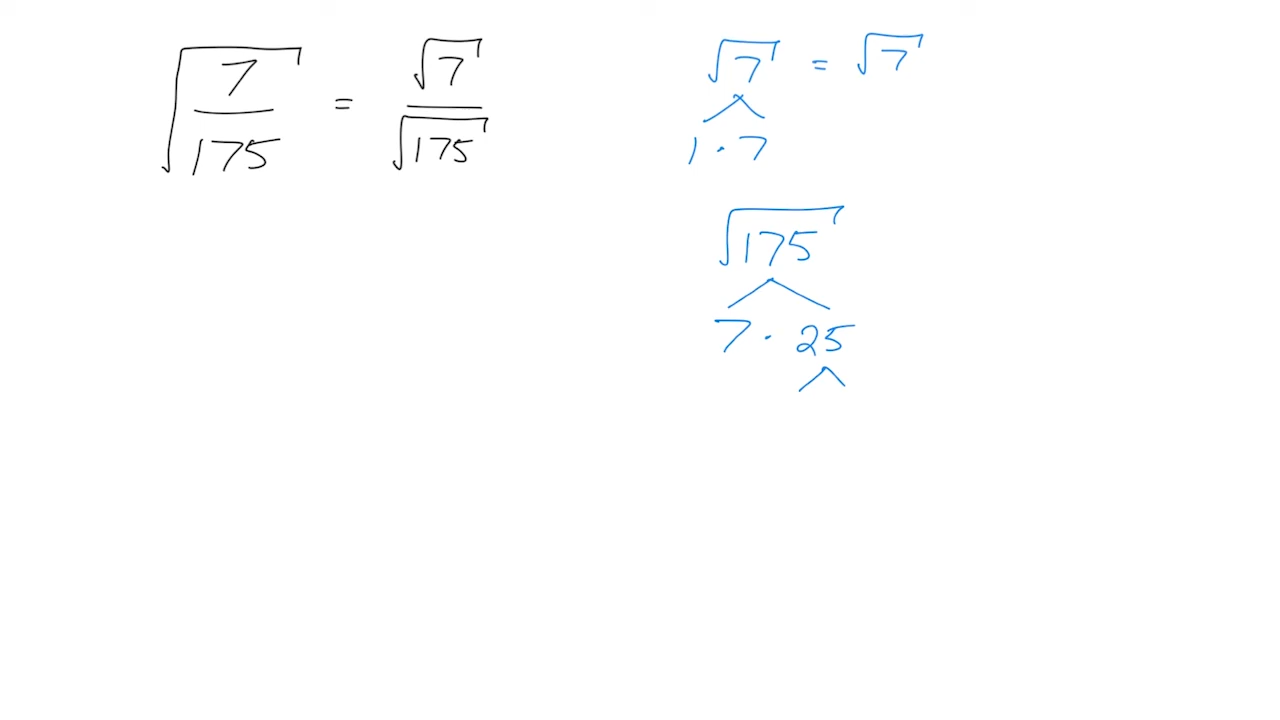 √(7/175) = √7/√175
√7 = √7
1 · 7
√175
7 · 25